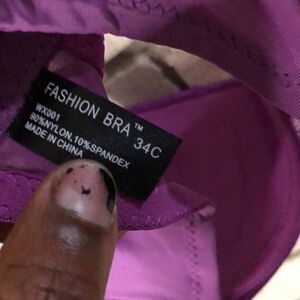 FASHION BRA™ 34C
WX001
90%NYLON,10%SPANDEX
MADE IN CHINA